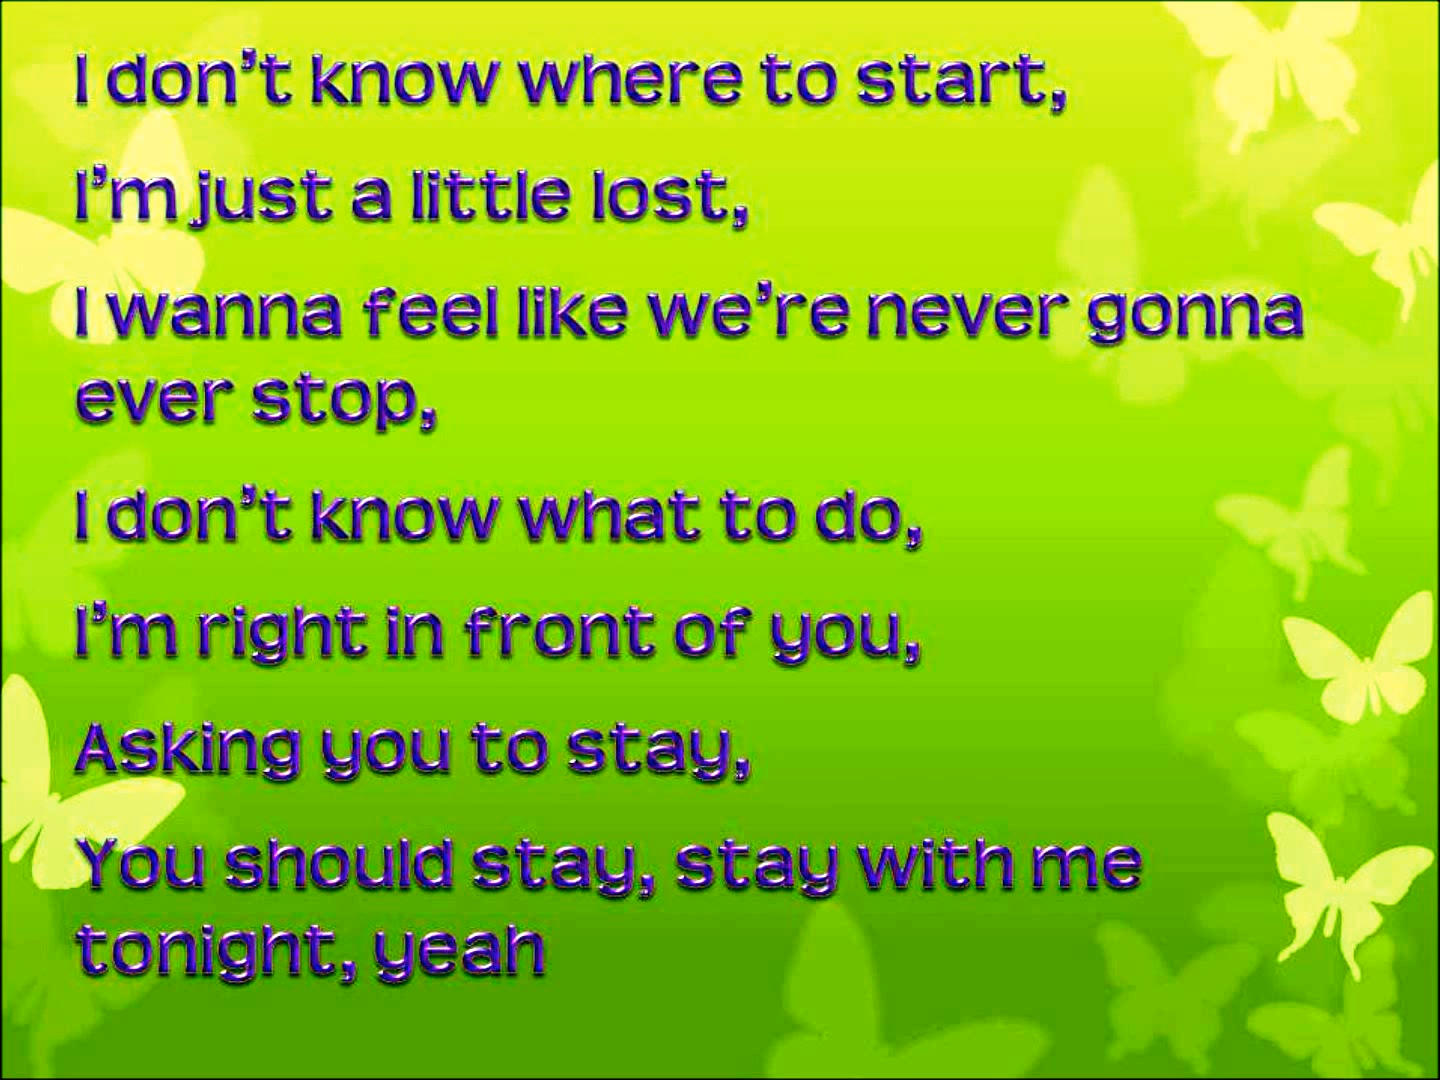 I don't know where to start,
I'm just a little lost,
I wanna feel like we're never gonna
ever stop,
I don't know what to do,
I'm right in front of you,
Asking you to stay,
You should stay, stay with me
tonight, yeah